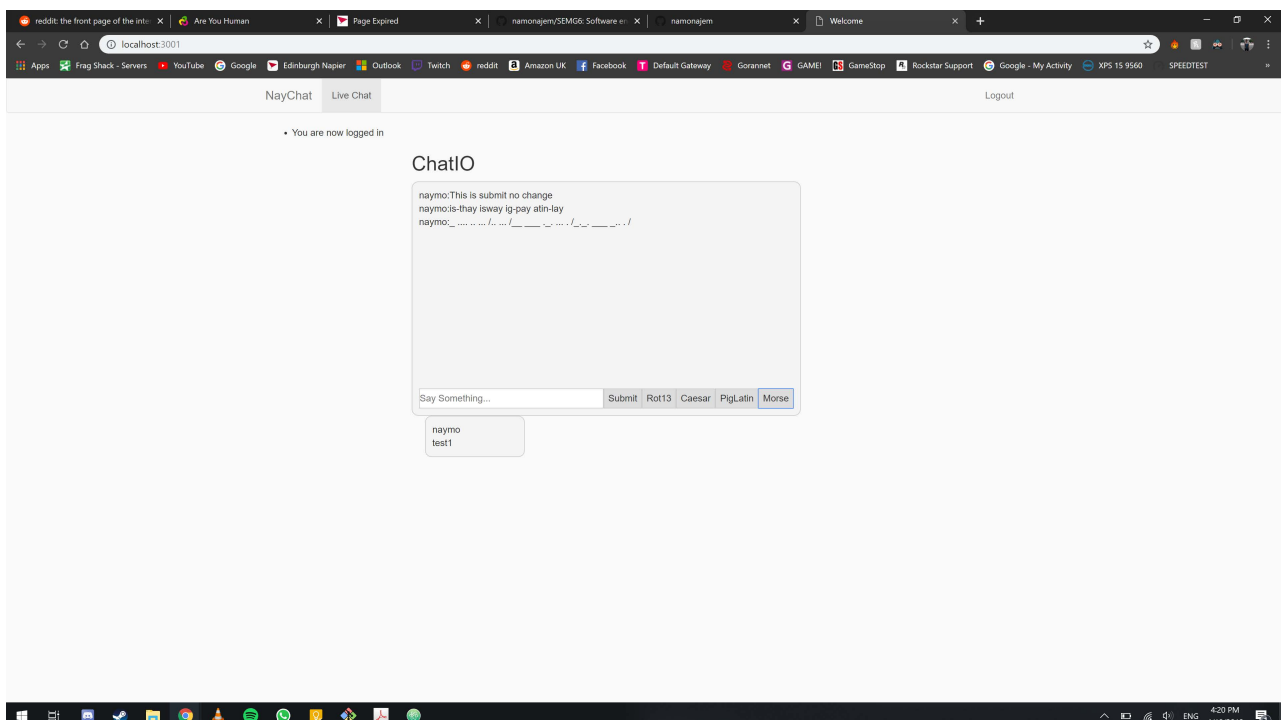 reddit: the front page of the inte
Are You Human
Page Expired
namonajem/SEMG6: Software en
namonajem
Welcome
localhost:3001
Apps Frag Shack - Servers YouTube Google Edinburgh Napier Outlook Twitch reddit Amazon UK Facebook Default Gateway Gorannet GAME! GameStop Rockstar Support Google - My Activity XPS 15 9560 SPEEDTEST »
NayChat Live Chat Logout
• You are now logged in
ChatIO
naymo:This is submit no change
naymo:is-thay isway ig-pay atin-lay
naymo:_ .... .. ... /.. ... /__ ___ ._. ... . /_._. ___ _.. . /
Say Something... Submit Rot13 Caesar PigLatin Morse
naymo
test1
ENG 4:20 PM